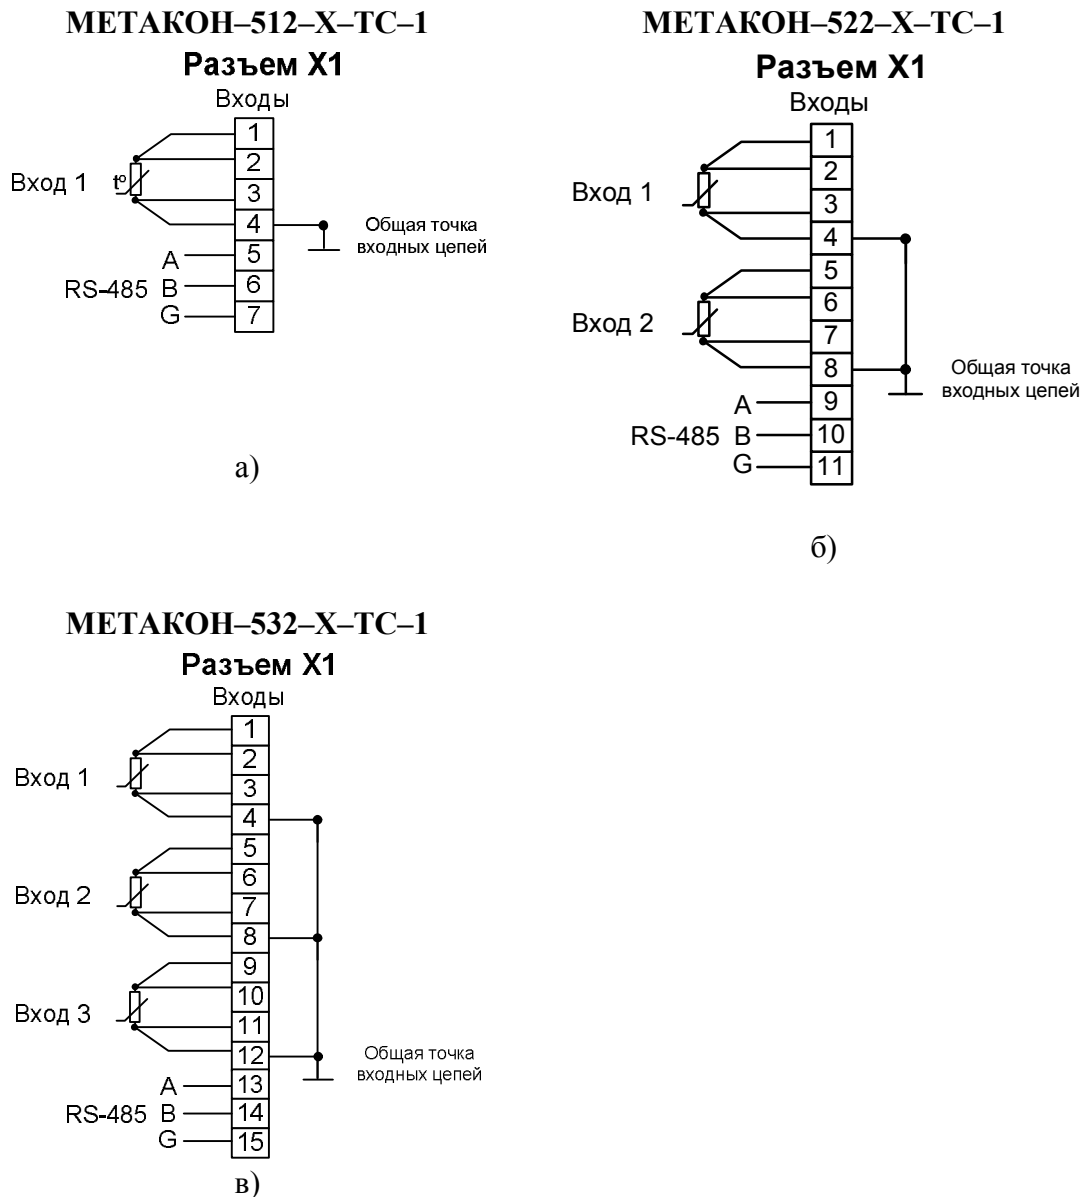 МЕТАКОН–512–Х–ТС–1
Разъем X1
Входы
1
2
Вход 1 t°
3
4
Общая точка
входных цепей
A
5
RS-485 B
6
G
7
а)
МЕТАКОН–522–Х–ТС–1
Разъем X1
Входы
1
2
Вход 1
3
4
5
6
Вход 2
7
8
Общая точка
входных цепей
A
9
RS-485 B
10
G
11
б)
МЕТАКОН–532–Х–ТС–1
Разъем X1
Входы
1
2
Вход 1
3
4
5
6
Вход 2
7
8
9
10
Вход 3
11
12
Общая точка
входных цепей
A
13
RS-485 B
14
G
15
в)